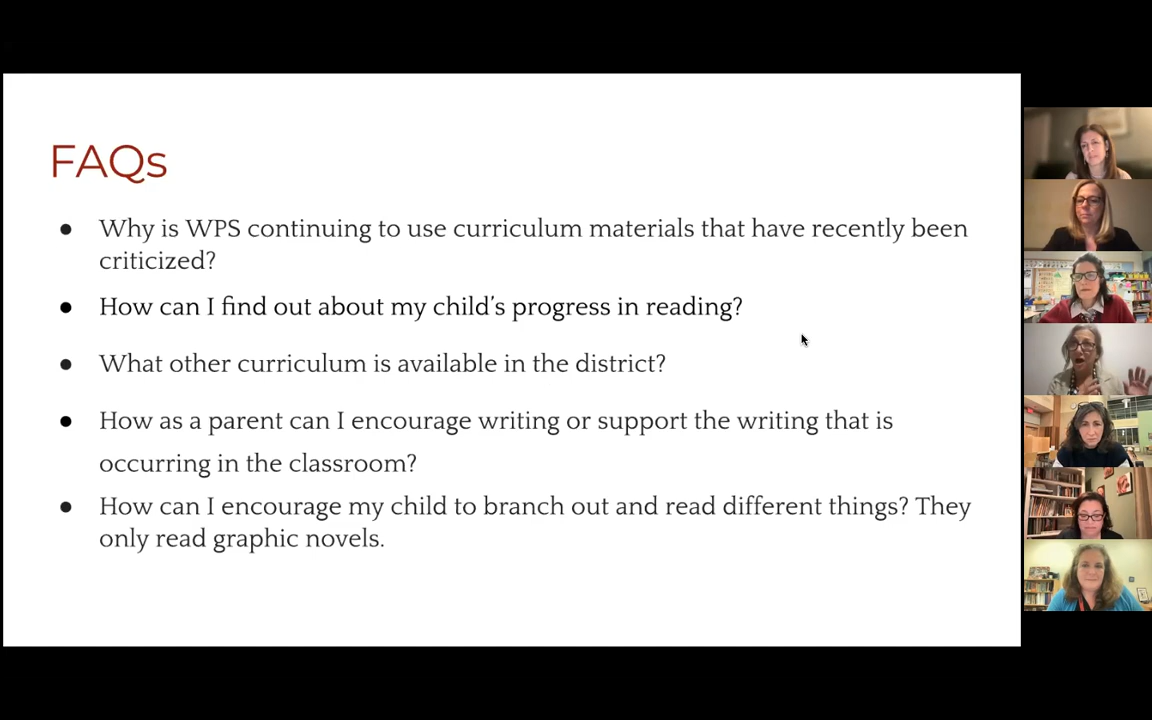 FAQs
● Why is WPS continuing to use curriculum materials that have recently been
criticized?
● How can I find out about my child’s progress in reading?
● What other curriculum is available in the district?
● How as a parent can I encourage writing or support the writing that is
occurring in the classroom?
● How can I encourage my child to branch out and read different things? They
only read graphic novels.